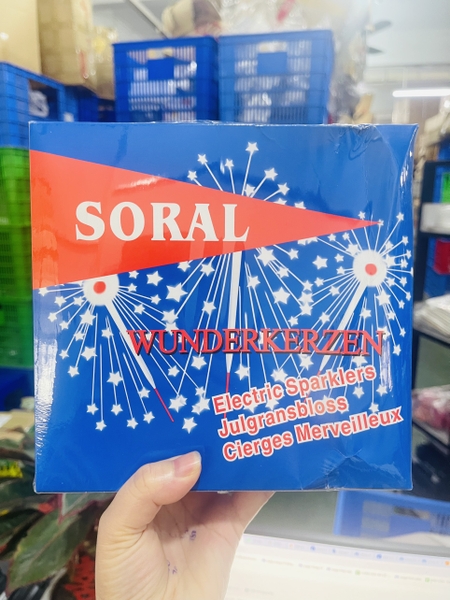 SORAL
WUNDERKERZEN
Electric Sparklers
Julgransbloss
Cierges Merveilleux